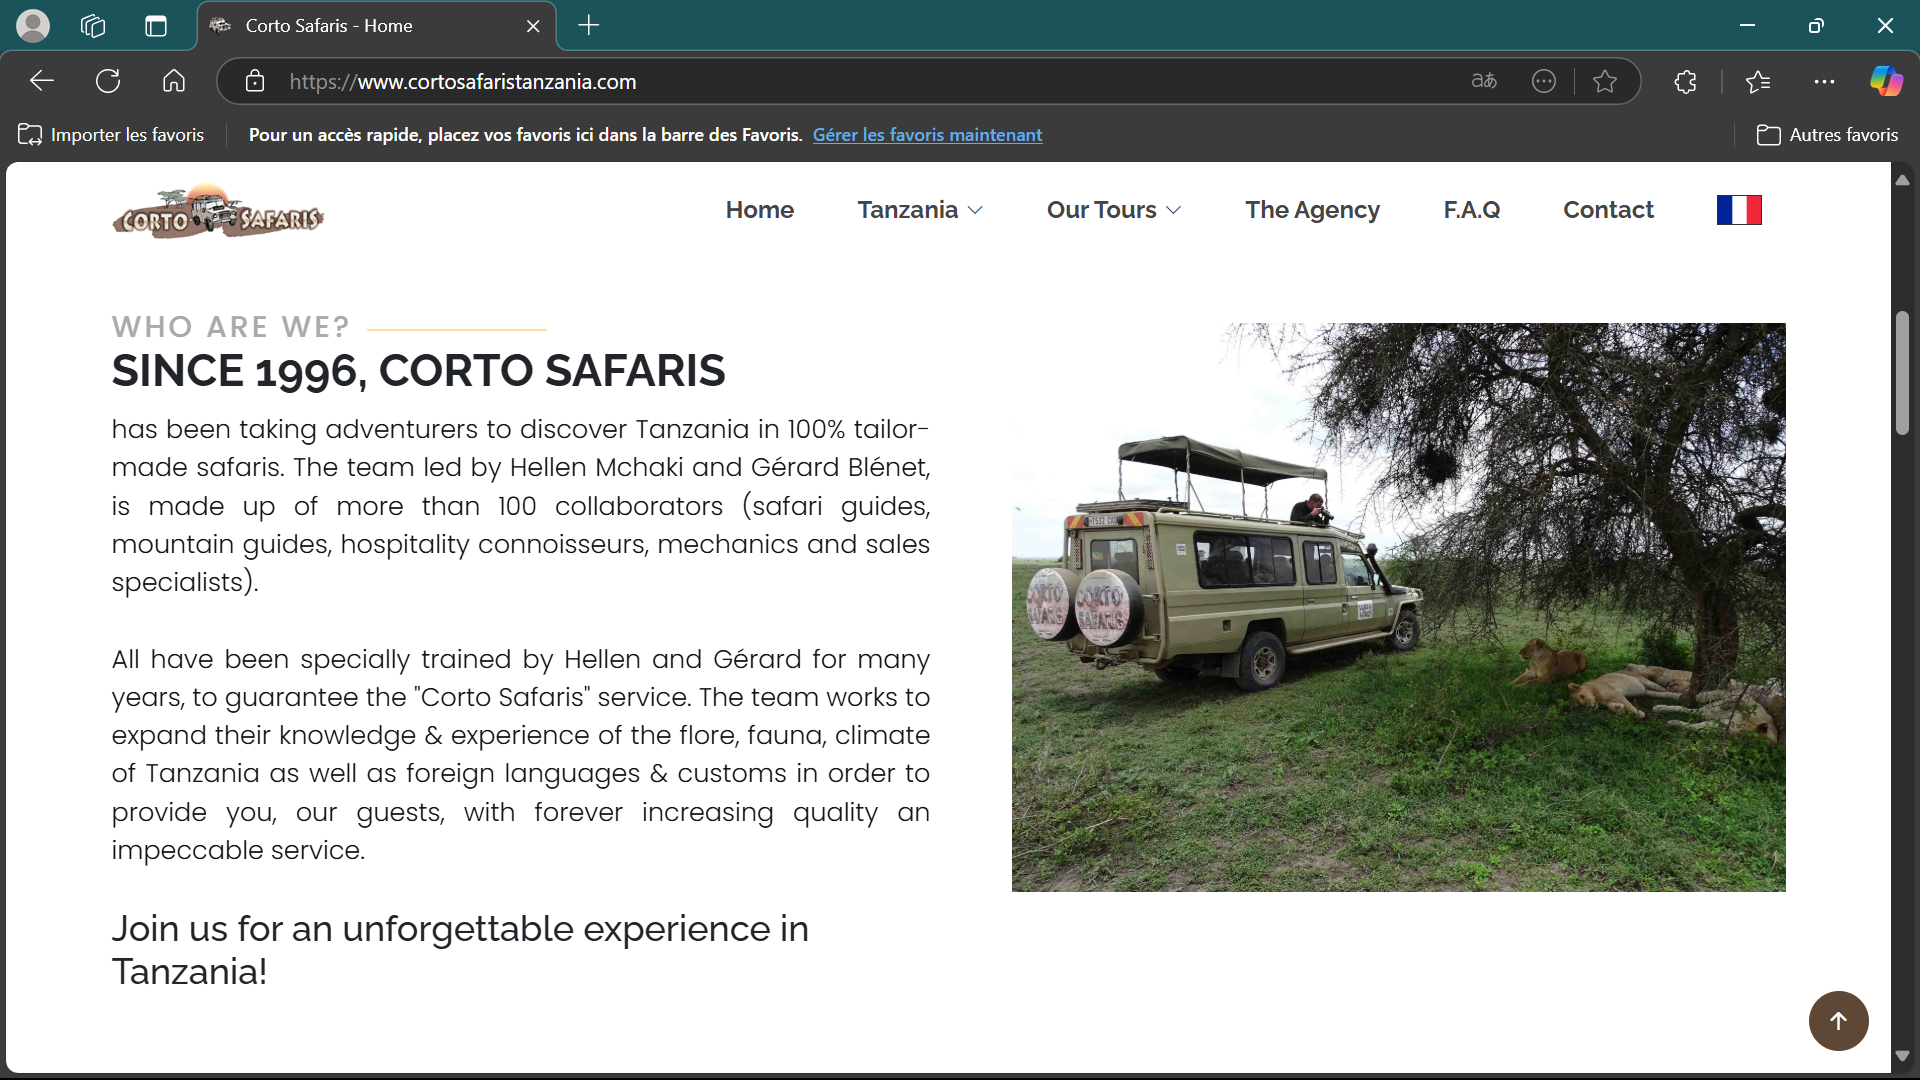 Corto Safaris - Home
https://www.cortosafaristanzania.com
aあ
Importer les favoris
Pour un accès rapide, placez vos favoris ici dans la barre des Favoris. Gérer les favoris maintenant
Autres favoris
CORTO SAFARIS
Home
Tanzania
Our Tours
The Agency
F.A.Q
Contact
WHO ARE WE?
SINCE 1996, CORTO SAFARIS
has been taking adventurers to discover Tanzania in 100% tailor-
made safaris. The team led by Hellen Mchaki and Gérard Blénet,
is made up of more than 100 collaborators (safari guides,
mountain guides, hospitality connoisseurs, mechanics and sales
specialists).
All have been specially trained by Hellen and Gérard for many
years, to guarantee the "Corto Safaris" service. The team works to
expand their knowledge & experience of the flore, fauna, climate
of Tanzania as well as foreign languages & customs in order to
provide you, our guests, with forever increasing quality an
impeccable service.
Join us for an unforgettable experience in
Tanzania!
CORTO
SAFARIS